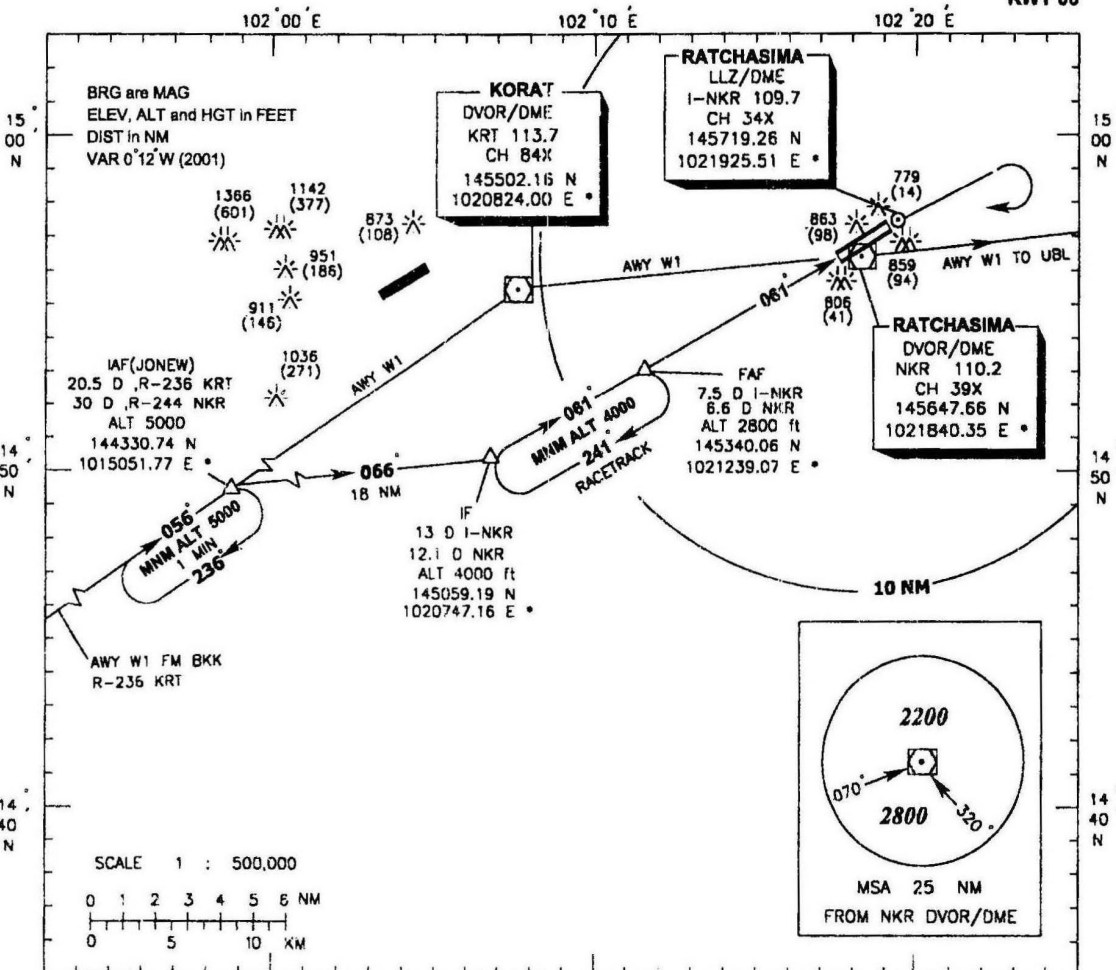 102°00' E
102°10' E
102°20' E
BRG are MAG
ELEV, ALT and HGT in FEET
DIST in NM
VAR 0°12' W (2001)
15°
00'
N
15
00
N
KORAT
DVOR/DME
KRT 113.7
CH 84X
145502.16 N
1020824.00 E *
RATCHASIMA
LLZ/DME
I-NKR 109.7
CH 34X
145719.26 N
1021925.51 E *
1366
(601)
1142
(377)
873
(108)
951
(186)
911
(146)
1036
(271)
779
(14)
863
(98)
859
(94)
806
(41)
AWY W1
AWY W1 TO UBL
061°
AWY W1
RATCHASIMA
DVOR/DME
NKR 110.2
CH 39X
145647.66 N
1021840.35 E *
IAF(JONEW)
20.5 D ,R-236 KRT
30 D ,R-244 NKR
ALT 5000
144330.74 N
1015051.77 E *
FAF
7.5 D I-NKR
6.6 D NKR
ALT 2800 ft
145340.06 N
1021239.07 E *
061°
MNM ALT 4000
241°
RACETRACK
14
50
N
066°
18 NM
14
50
N
056°
MNM ALT 5000
1 MIN
236°
IF
13 D I-NKR
12.1 D NKR
ALT 4000 ft
145059.19 N
1020747.16 E *
10 NM
AWY W1 FM BKK
R-236 KRT
2200
070°
2800
320°
MSA 25 NM
FROM NKR DVOR/DME
14
40
N
14
40
N
SCALE 1 : 500,000
0 1 2 3 4 5 6 NM
0 5 10 KM